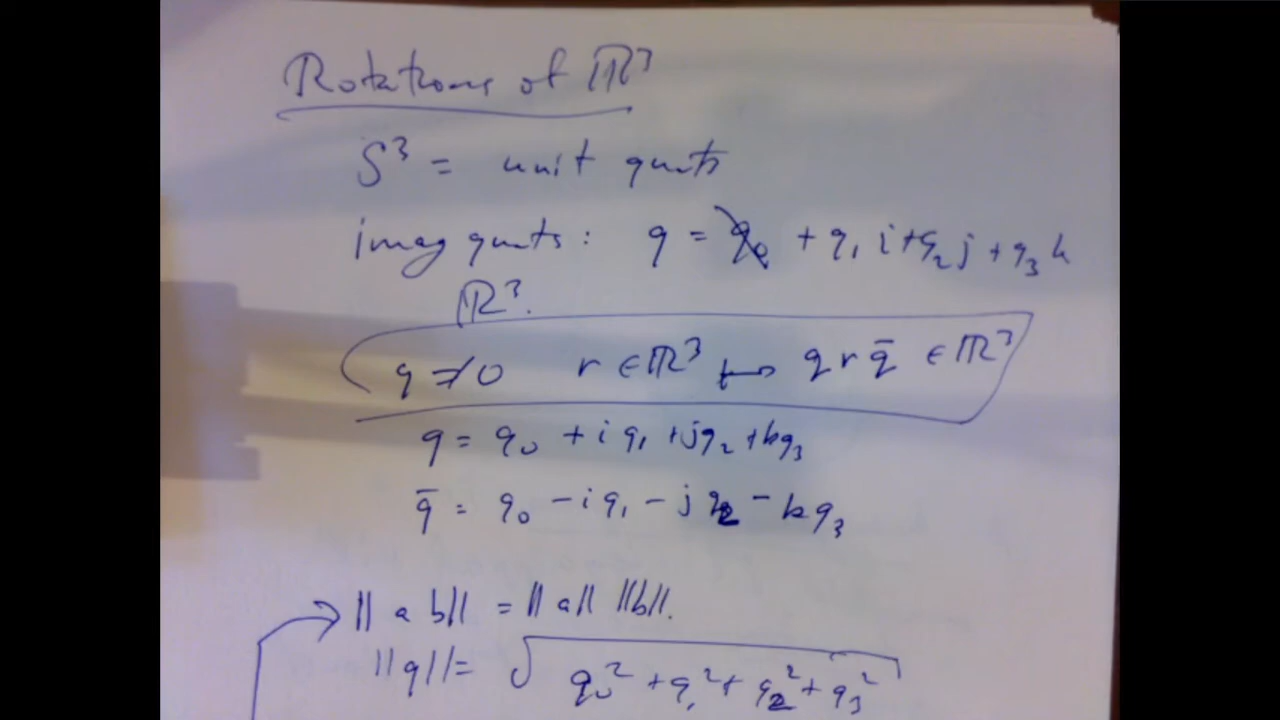 Rotations of ℝ³
S³ = unit quats
imag quats: q = q₀ + q₁ i + q₂ j + q₃ k
ℝ³.
q ≠ 0 r ∈ ℝ³ ↦ q r q̄ ∈ ℝ³
q = q₀ + i q₁ + j q₂ + k q₃
q̄ = q₀ - i q₁ - j q₂ - k q₃
|| a b || = || a || || b ||.
|| q || = √(q₀² + q₁² + q₂² + q₃²)